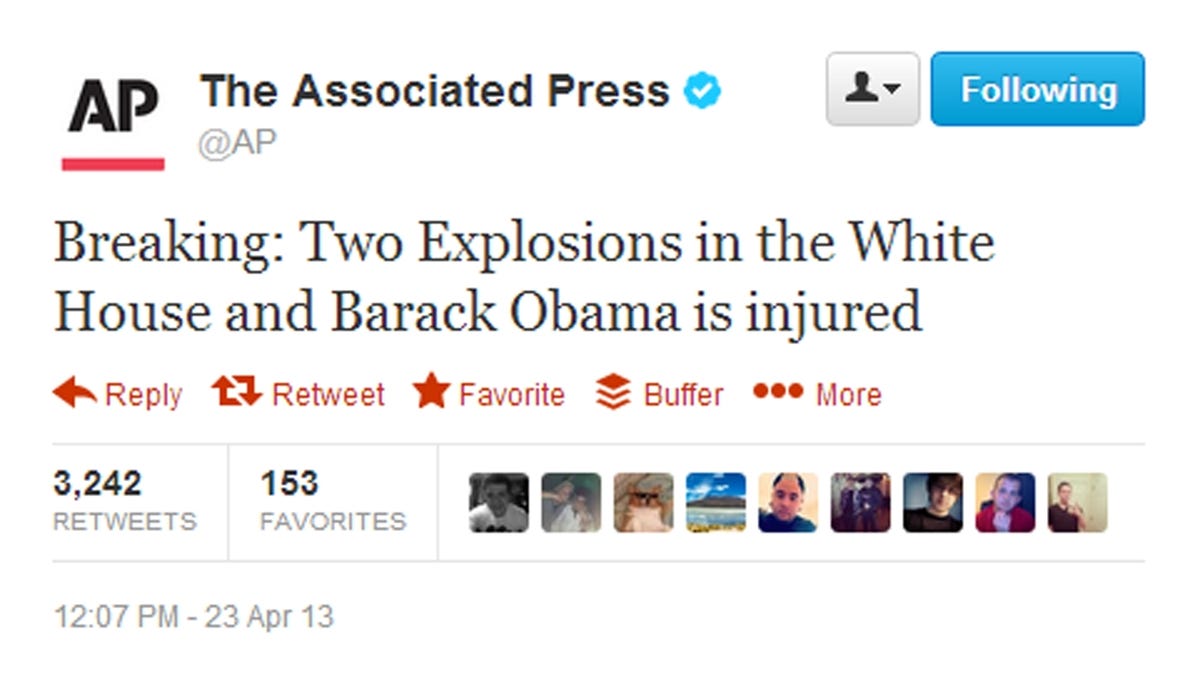 AP The Associated Press Following
@AP
Breaking: Two Explosions in the White
House and Barack Obama is injured
Reply Retweet Favorite Buffer More
3,242 153
RETWEETS FAVORITES
12:07 PM - 23 Apr 13